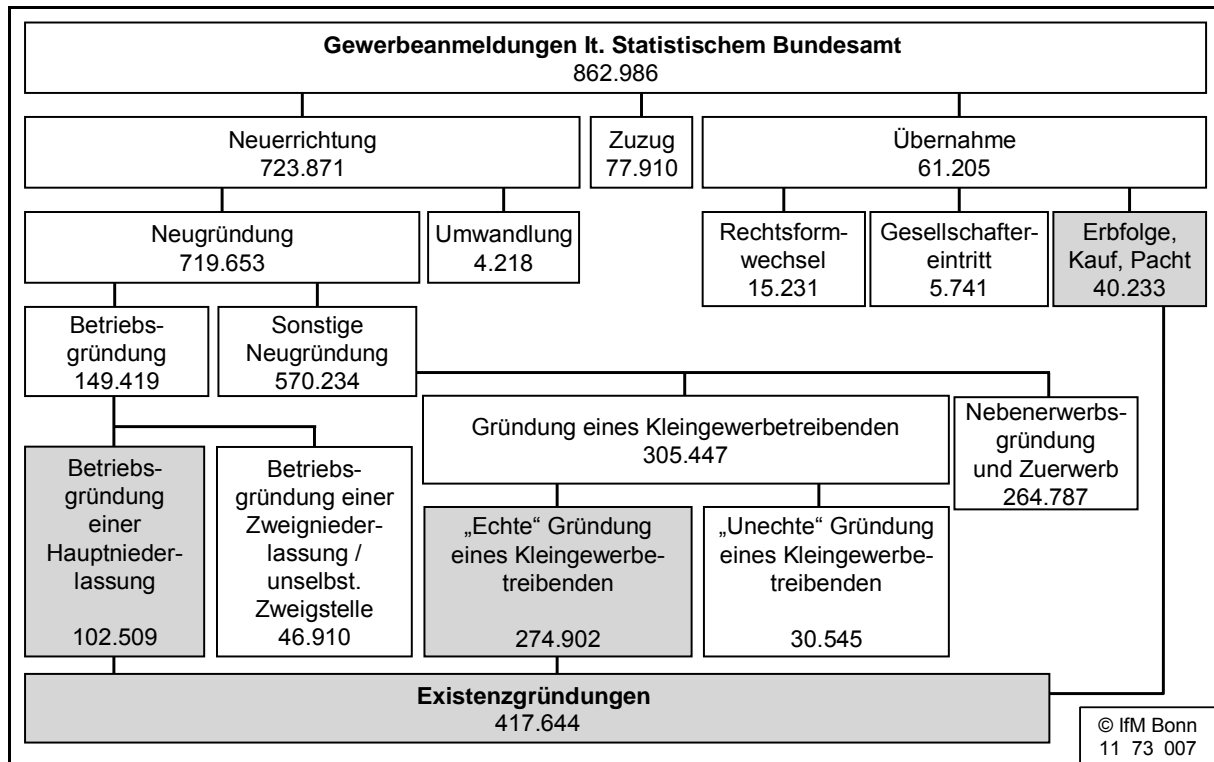 Gewerbeanmeldungen lt. Statistischem Bundesamt
862.986
Neuerrichtung
723.871
Zuzug
77.910
Übernahme
61.205
Neugründung
719.653
Umwandlung
4.218
Rechtsform-
wechsel
15.231
Gesellschafter-
eintritt
5.741
Erbfolge,
Kauf, Pacht
40.233
Betriebs-
gründung
149.419
Sonstige
Neugründung
570.234
Gründung eines Kleingewerbetreibenden
305.447
Nebenerwerbs-
gründung
und Zuerwerb
264.787
Betriebs-
gründung
einer
Hauptnieder-
lassung
102.509
Betriebs-
gründung einer
Zweignieder-
lassung /
unselbst.
Zweigstelle
46.910
„Echte“ Gründung
eines Kleingewerbe-
treibenden
274.902
„Unechte“ Gründung
eines Kleingewerbe-
treibenden
30.545
Existenzgründungen
417.644
© IfM Bonn
11 73 007